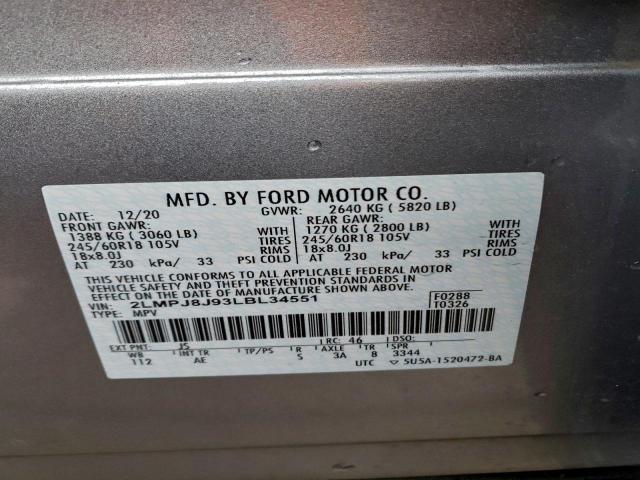 MFD. BY FORD MOTOR CO.
DATE: 12/20 GVWR: 2640 KG ( 5820 LB)
FRONT GAWR: REAR GAWR:
1388 KG ( 3060 LB) WITH 1270 KG ( 2800 LB) WITH
245/60R18 105V TIRES 245/60R18 105V TIRES
18x8.0J RIMS 18x8.0J RIMS
AT 230 kPa/ 33 PSI COLD AT 230 kPa/ 33 PSI COLD
THIS VEHICLE CONFORMS TO ALL APPLICABLE FEDERAL MOTOR
VEHICLE SAFETY AND THEFT PREVENTION STANDARDS IN
EFFECT ON THE DATE OF MANUFACTURE SHOWN ABOVE.
VIN: 2LMPJ8J93LBL34551 F0288
TYPE: MPV T0326
EXT PNT: J5 RC: 46 DSO:
WB INT TR TP/PS R AXLE TR SPR
112 AE S 3A 8 3344
UTC ▽ 5U5A-1520472-BA